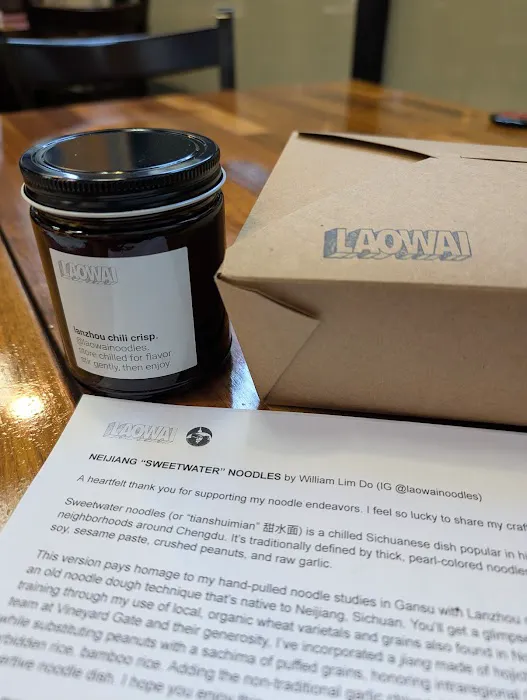 LAOWAI
lanzhou chili crisp.
@laowainoodles.
store chilled for flavor
stir gently, then enjoy
LAOWAI
LAOWAI
NEIJIANG "SWEETWATER" NOODLES by William Lim Do (IG @laowainoodles)
A heartfelt thank you for supporting my noodle endeavors. I feel so lucky to share my craft
Sweetwater noodles (or "tianshuimian" 甜水面) is a chilled Sichuanese dish popular in
neighborhoods around Chengdu. It's traditionally defined by thick, pearl-colored noodles
soy, sesame paste, crushed peanuts, and raw garlic.
This version pays homage to my hand-pulled noodle studies in Gansu with Lanzhou
an old noodle dough technique that's native to Neijiang, Sichuan. You'll get a glimpse
training through my use of local, organic wheat varietals and grains also found in
team at Vineyard Gate and their generosity, I've incorporated a jiang made of
while substituting peanuts with a sachima of puffed grains, honoring
forbidden rice, bamboo rice. Adding the non-traditional
noodle dish. I hope you enjoy